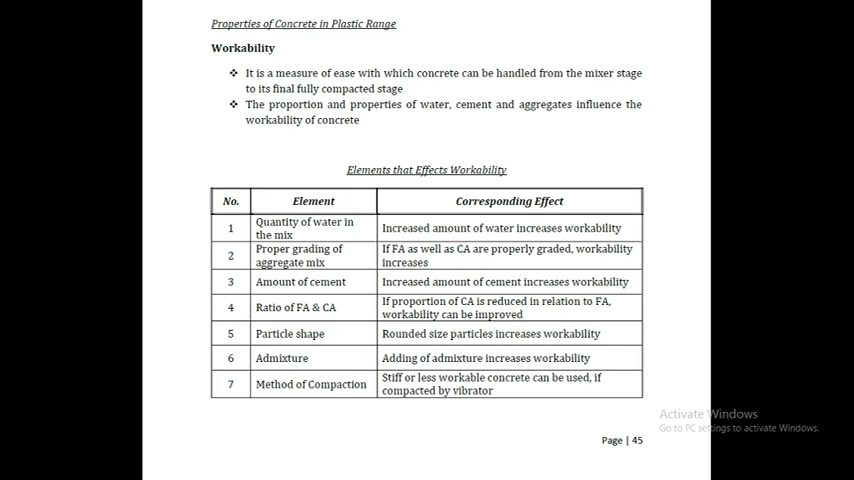 Properties of Concrete in Plastic Range
Workability
❖ It is a measure of ease with which concrete can be handled from the mixer stage
to its final fully compacted stage
❖ The proportion and properties of water, cement and aggregates influence the
workability of concrete
Elements that Effects Workability
No. Element Corresponding Effect
1 Quantity of water in
the mix Increased amount of water increases workability
2 Proper grading of
aggregate mix If FA as well as CA are properly graded, workability
increases
3 Amount of cement Increased amount of cement increases workability
4 Ratio of FA & CA If proportion of CA is reduced in relation to FA,
workability can be improved
5 Particle shape Rounded size particles increases workability
6 Admixture Adding of admixture increases workability
7 Method of Compaction Stiff or less workable concrete can be used, if
compacted by vibrator
Activate Windows
Go to PC settings to activate Windows.
Page | 45